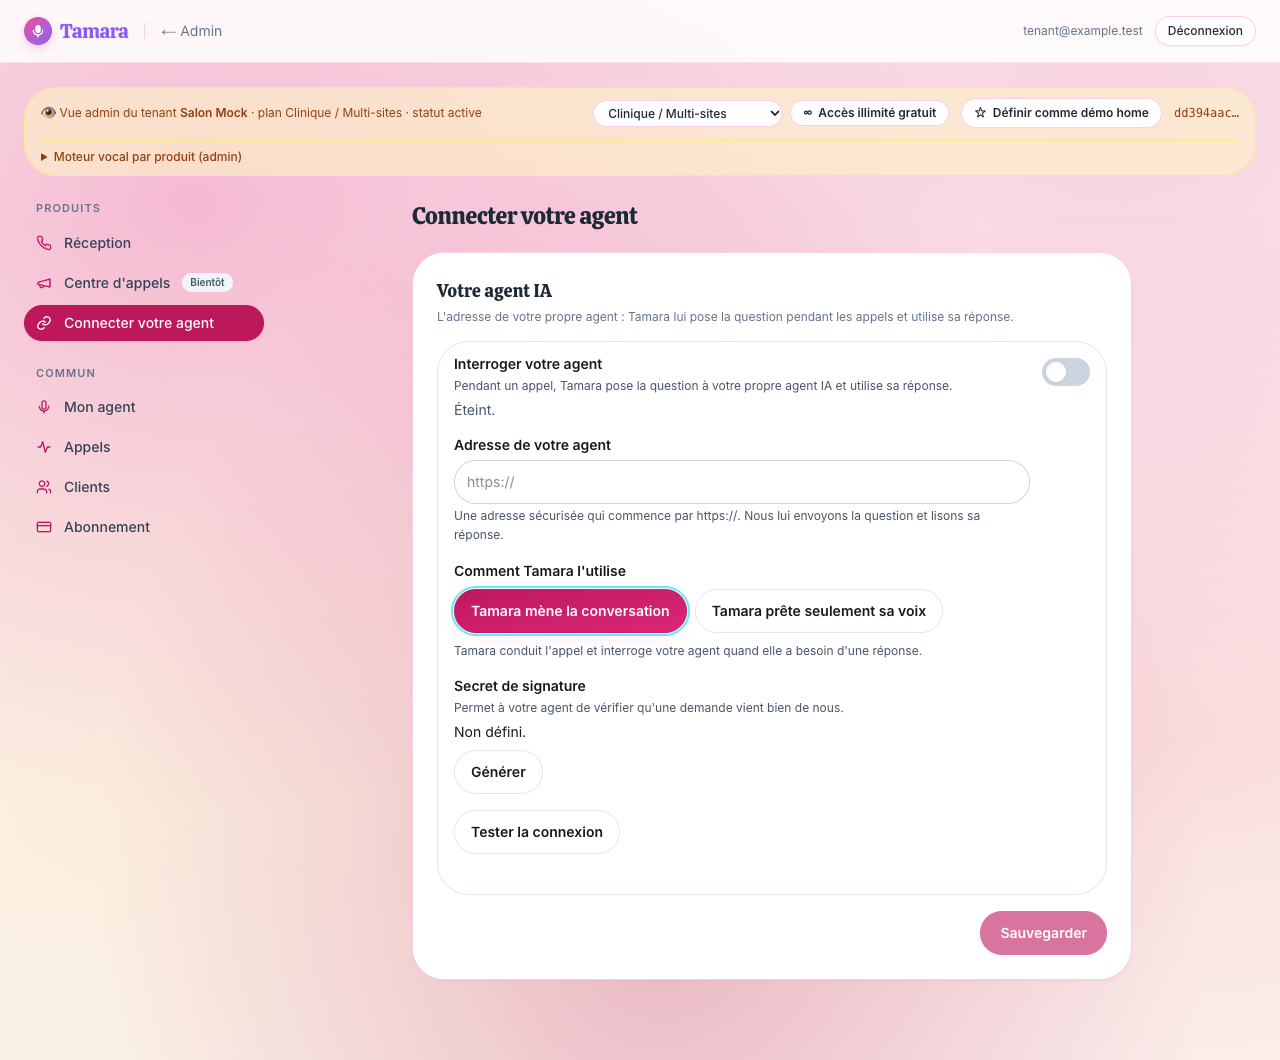 Tamara
← Admin
tenant@example.test
Déconnexion
Vue admin du tenant Salon Mock · plan Clinique / Multi-sites · statut active
Clinique / Multi-sites
∞ Accès illimité gratuit
☆ Définir comme démo home
dd394aac…
▶ Moteur vocal par produit (admin)
PRODUITS
Réception
Centre d'appels
Bientôt
Connecter votre agent
COMMUN
Mon agent
Appels
Clients
Abonnement
Connecter votre agent
Votre agent IA
L'adresse de votre propre agent : Tamara lui pose la question pendant les appels et utilise sa réponse.
Interroger votre agent
Pendant un appel, Tamara pose la question à votre propre agent IA et utilise sa réponse.
Éteint.
Adresse de votre agent
https://
Une adresse sécurisée qui commence par https://. Nous lui envoyons la question et lisons sa
réponse.
Comment Tamara l'utilise
Tamara mène la conversation
Tamara prête seulement sa voix
Tamara conduit l'appel et interroge votre agent quand elle a besoin d'une réponse.
Secret de signature
Permet à votre agent de vérifier qu'une demande vient bien de nous.
Non défini.
Générer
Tester la connexion
Sauvegarder